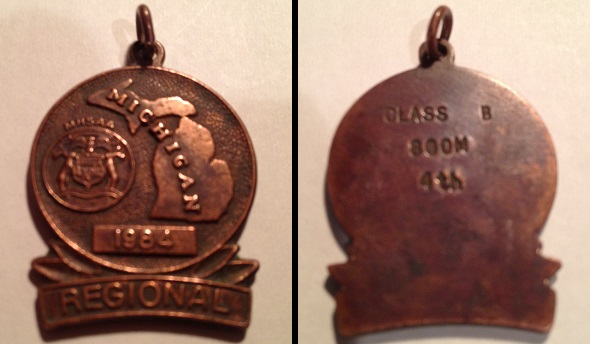 MHSAA
MICHIGAN
1984
REGIONAL
CLASS B
800M
4th